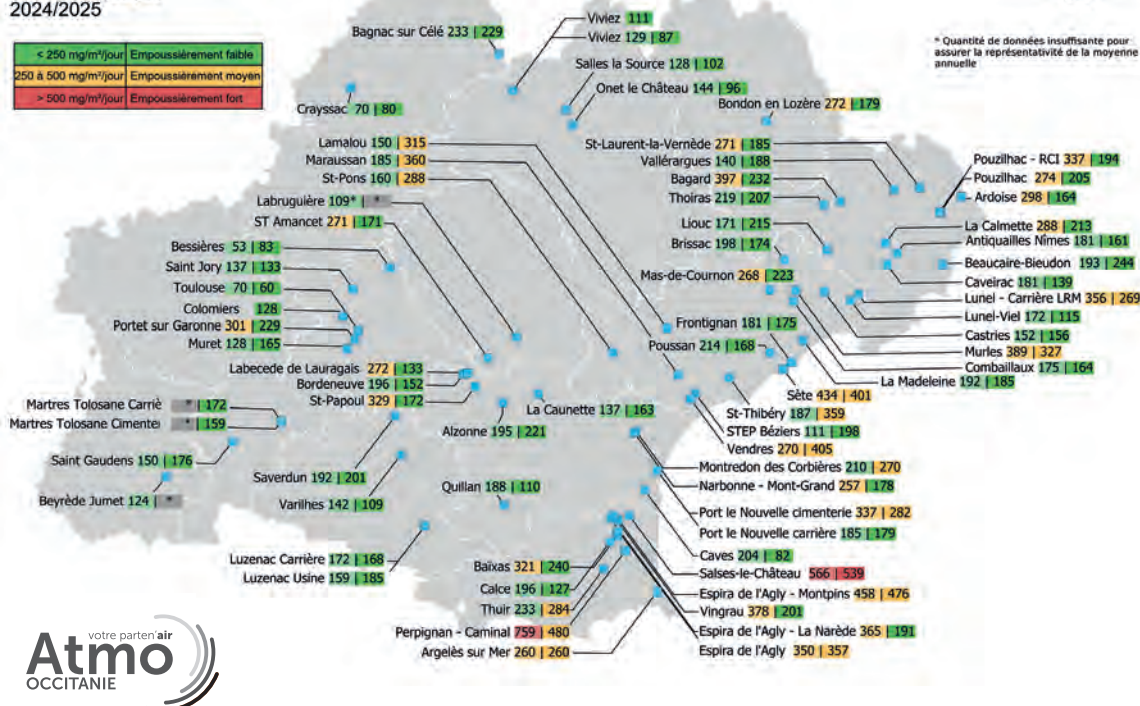 2024/2025
< 250 mg/m²/jour Empoussièrement faible
250 à 500 mg/m²/jour Empoussièrement moyen
> 500 mg/m²/jour Empoussièrement fort
* Quantité de données insuffisante pour
assurer la représentativité de la moyenne
annuelle
Viviez 111
Bagnac sur Célé 233 | 229
Viviez 129 | 87
Salles la Source 128 | 102
Onet le Château 144 | 96
Crayssac 70 | 80
Bondon en Lozère 272 | 179
Lamalou 150 | 315
Maraussan 185 | 360
St-Pons 160 | 288
Labruguière 109* | *
ST Amancet 271 | 171
St-Laurent-la-Vernède 271 | 185
Vallérargues 140 | 188
Bagard 397 | 232
Thoiras 219 | 207
Liouc 171 | 215
Brissac 198 | 174
Mas-de-Cournon 268 | 223
Pouzilhac - RCI 337 | 194
Pouzilhac 274 | 205
Ardoise 298 | 164
La Calmette 288 | 213
Antiquailles Nîmes 181 | 161
Beaucaire-Bieudon 193 | 244
Caveirac 181 | 139
Lunel - Carrière LRM 356 | 269
Lunel-Viel 172 | 115
Castries 152 | 156
Murles 389 | 327
Combaillaux 175 | 164
La Madeleine 192 | 185
Bessières 53 | 83
Saint Jory 137 | 133
Toulouse 70 | 60
Colomiers 128
Portet sur Garonne 301 | 229
Muret 128 | 165
Frontignan 181 | 175
Poussan 214 | 168
Labecede de Lauragais 272 | 133
Bordeneuve 196 | 152
St-Papoul 329 | 172
Sète 434 | 401
Martres Tolosane Carriè * | 172
Martres Tolosane Cimenter * | 159
La Caunette 137 | 163
Alzonne 195 | 221
St-Thibéry 187 | 359
STEP Béziers 111 | 198
Vendres 270 | 405
Saint Gaudens 150 | 176
Saverdun 192 | 201
Quillan 188 | 110
Beyrède Jumet 124 | *
Varilhes 142 | 109
Montredon des Corbières 210 | 270
Narbonne - Mont-Grand 257 | 178
Port le Nouvelle cimenterie 337 | 282
Port le Nouvelle carrière 185 | 179
Caves 204 | 82
Luzenac Carrière 172 | 168
Luzenac Usine 159 | 185
Baixas 321 | 240
Calce 196 | 127
Thuir 233 | 284
Perpignan - Caminal 759 | 480
Argelès sur Mer 260 | 260
Salses-le-Château 566 | 539
Espira de l'Agly - Montpins 458 | 476
Vingrau 378 | 201
Espira de l'Agly - La Narède 365 | 191
Espira de l'Agly 350 | 357
votre parten'air
Atmo
OCCITANIE